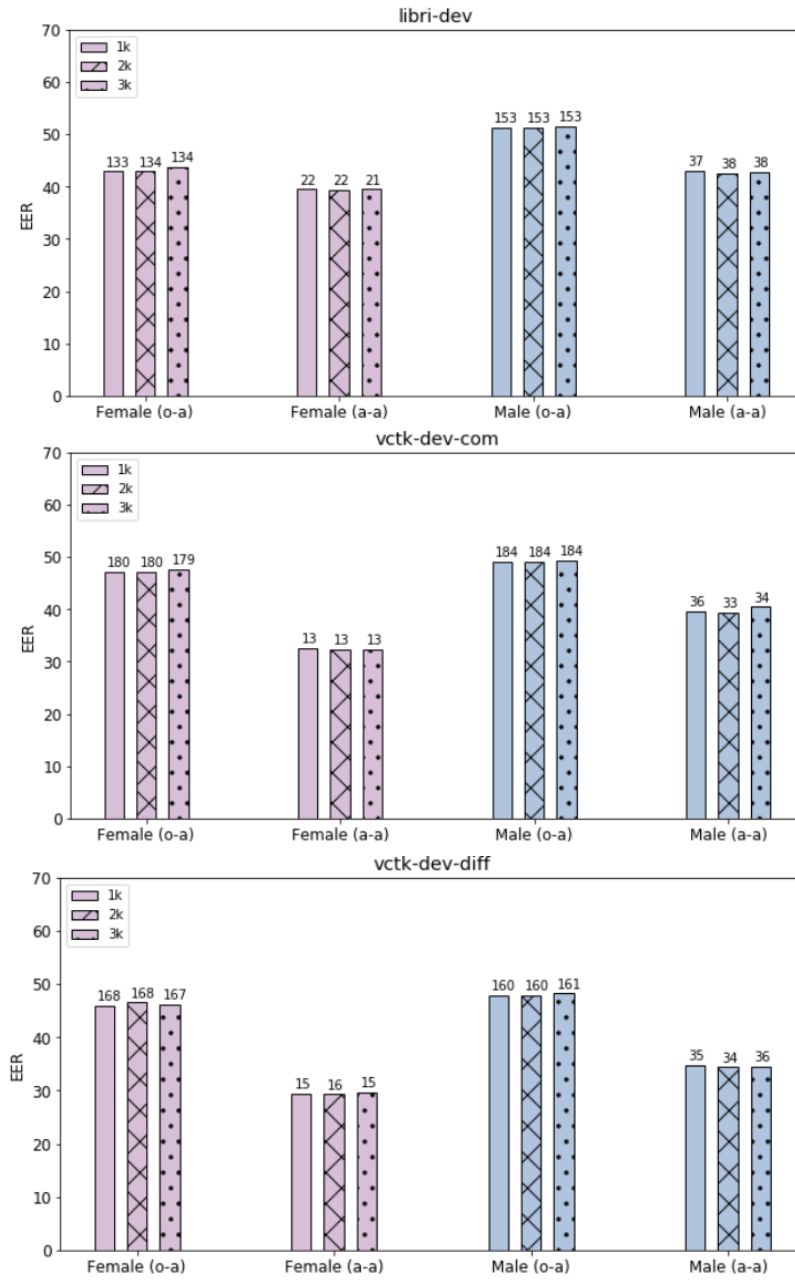 libri-dev
70
60
50
40
30
20
10
0
EER
1k
2k
3k
133 134 134
22 22 21
153 153 153
37 38 38
Female (o-a) Female (a-a) Male (o-a) Male (a-a)
vctk-dev-com
70
60
50
40
30
20
10
0
EER
1k
2k
3k
180 180 179
13 13 13
184 184 184
36 33 34
Female (o-a) Female (a-a) Male (o-a) Male (a-a)
vctk-dev-diff
70
60
50
40
30
20
10
0
EER
1k
2k
3k
168 168 167
15 16 15
160 160 161
35 34 36
Female (o-a) Female (a-a) Male (o-a) Male (a-a)